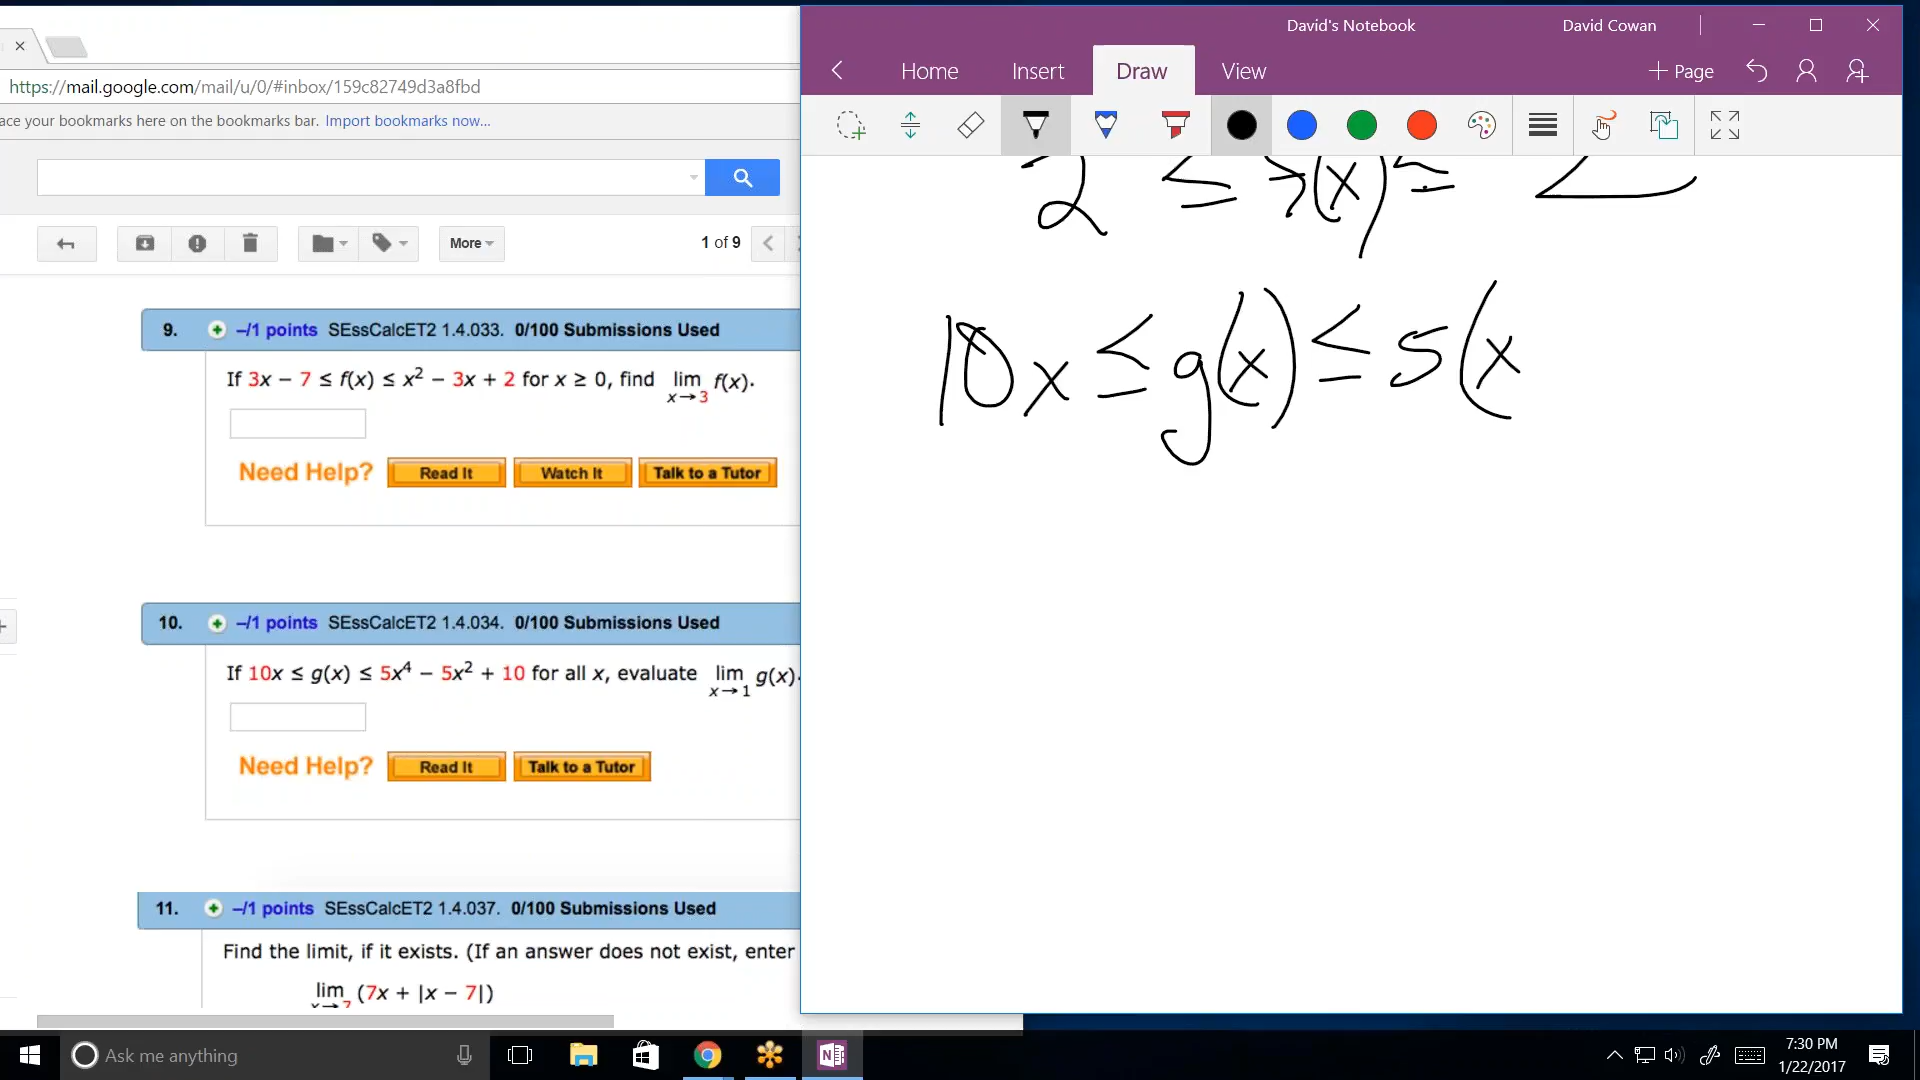 David's Notebook
David Cowan
Home
Insert
Draw
View
Page
https://mail.google.com/mail/u/0/#inbox/159c82749d3a8fbd
ace your bookmarks here on the bookmarks bar. Import bookmarks now...
More
1 of 9
9. –/1 points SEssCalcET2 1.4.033. 0/100 Submissions Used
If 3x − 7 ≤ f(x) ≤ x² − 3x + 2 for x ≥ 0, find lim x→3 f(x).
Need Help? Read It Watch It Talk to a Tutor
10. –/1 points SEssCalcET2 1.4.034. 0/100 Submissions Used
If 10x ≤ g(x) ≤ 5x⁴ − 5x² + 10 for all x, evaluate lim x→1 g(x).
Need Help? Read It Talk to a Tutor
11. –/1 points SEssCalcET2 1.4.037. 0/100 Submissions Used
Find the limit, if it exists. (If an answer does not exist, enter
lim x→7 (7x + |x − 7|)
10x ≤ g(x) ≤ 5(x
Ask me anything
7:30 PM
1/22/2017